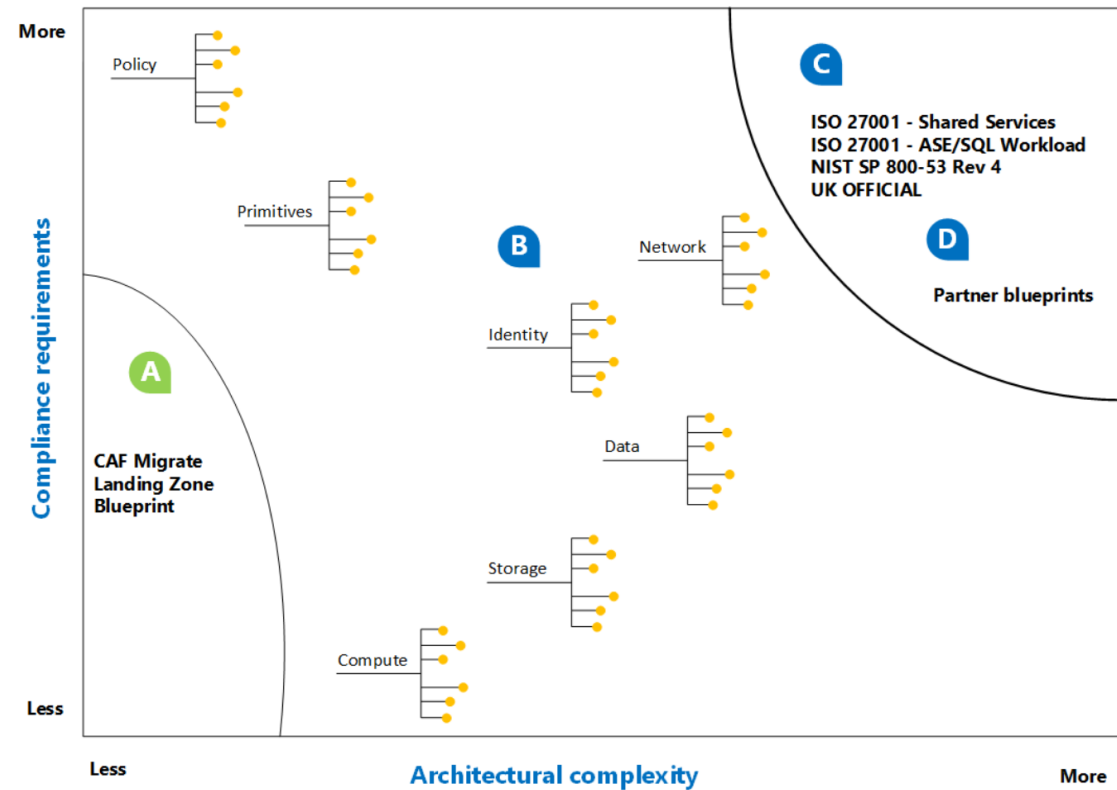 More
Policy
C
ISO 27001 - Shared Services
ISO 27001 - ASE/SQL Workload
NIST SP 800-53 Rev 4
UK OFFICIAL
Primitives
B
Network
D
Partner blueprints
Compliance requirements
Identity
A
Data
CAF Migrate
Landing Zone
Blueprint
Storage
Compute
Less
Less
Architectural complexity
More